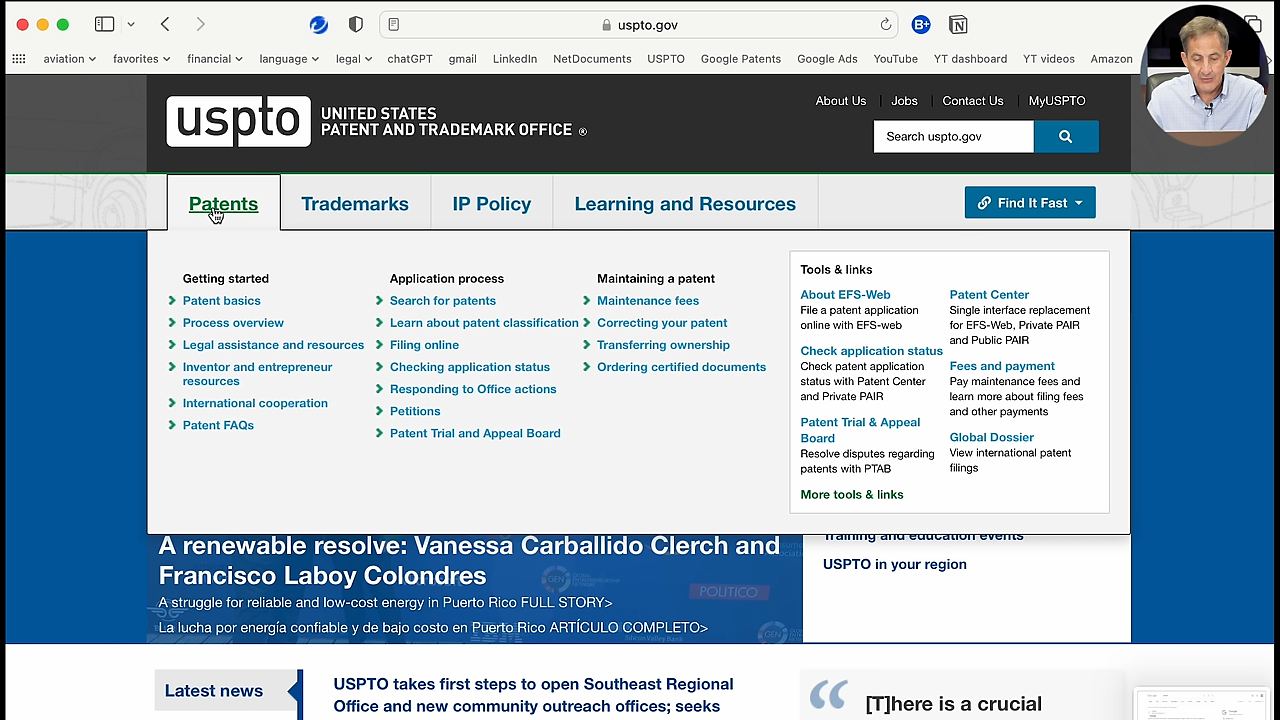 uspto.gov
B+
N
aviation
favorites
financial
language
legal
chatGPT
gmail
LinkedIn
NetDocuments
USPTO
Google Patents
Google Ads
YouTube
YT dashboard
YT videos
Amazon
uspto
UNITED STATES
PATENT AND TRADEMARK OFFICE ®
About Us
Jobs
Contact Us
MyUSPTO
Search uspto.gov
Patents
Trademarks
IP Policy
Learning and Resources
Find It Fast
Getting started
Patent basics
Process overview
Legal assistance and resources
Inventor and entrepreneur
resources
International cooperation
Patent FAQs
Application process
Search for patents
Learn about patent classification
Filing online
Checking application status
Responding to Office actions
Petitions
Patent Trial and Appeal Board
Maintaining a patent
Maintenance fees
Correcting your patent
Transferring ownership
Ordering certified documents
Tools & links
About EFS-Web
File a patent application
online with EFS-web
Check application status
Check patent application
status with Patent Center
and Private PAIR
Patent Trial & Appeal
Board
Resolve disputes regarding
patents with PTAB
More tools & links
Patent Center
Single interface replacement
for EFS-Web, Private PAIR
and Public PAIR
Fees and payment
Pay maintenance fees and
learn more about filing fees
and other payments
Global Dossier
View international patent
filings
A renewable resolve: Vanessa Carballido Clerch and
Francisco Laboy Colondres
A struggle for reliable and low-cost energy in Puerto Rico FULL STORY>
La lucha por energía confiable y de bajo costo en Puerto Rico ARTÍCULO COMPLETO>
GEN
POLITICO
GEN
Silicon Valley Bank
Training and education events
USPTO in your region
Latest news
USPTO takes first steps to open Southeast Regional
Office and new community outreach offices; seeks
“
[T]here is a crucial